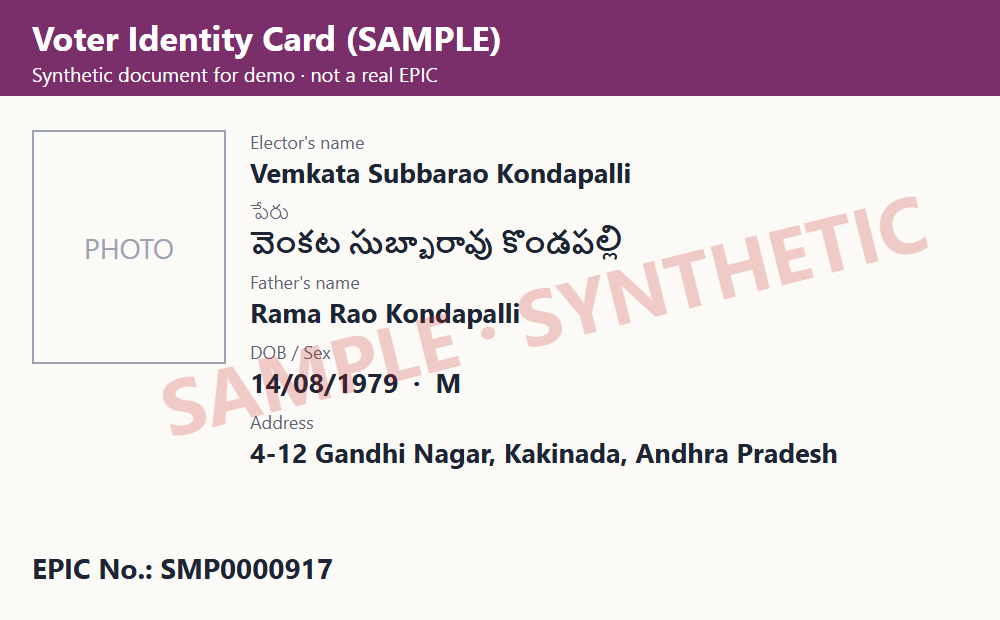 Voter Identity Card (SAMPLE)
Synthetic document for demo · not a real EPIC
PHOTO
Elector's name
Vemkata Subbarao Kondapalli
పేరు
వెంకట సుబ్బారావు కొండపల్లి
Father's name
Rama Rao Kondapalli
DOB / Sex
14/08/1979 · M
Address
4-12 Gandhi Nagar, Kakinada, Andhra Pradesh
SAMPLE · SYNTHETIC
EPIC No.: SMP0000917